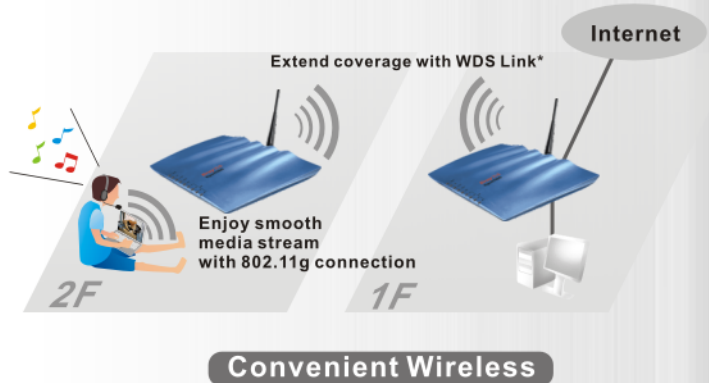 Internet
Extend coverage with WDS Link*
Enjoy smooth
media stream
with 802.11g connection
2F
1F
Convenient Wireless